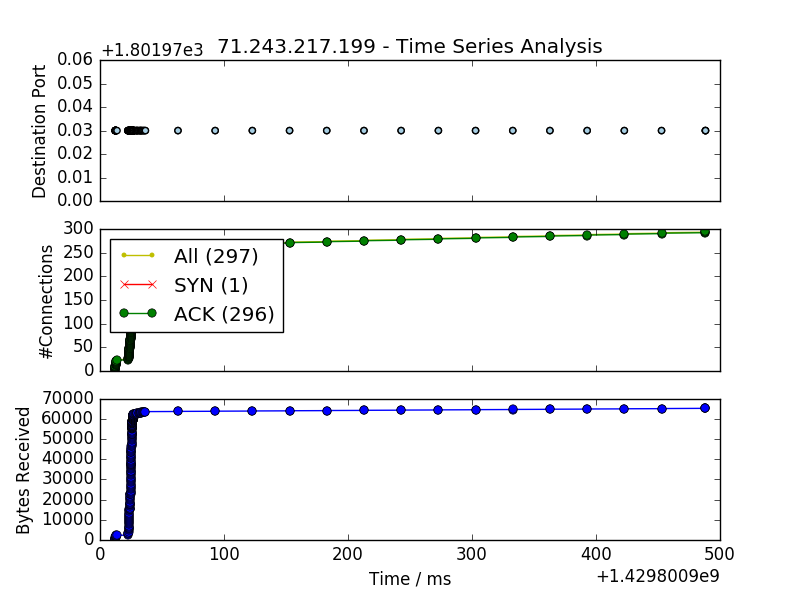 +1.80197e3 71.243.217.199 - Time Series Analysis
0.06
0.05
0.04
0.03
0.02
0.01
0.00
Destination Port
300
250
200
150
100
50
0
#Connections
All (297)
SYN (1)
ACK (296)
70000
60000
50000
40000
30000
20000
10000
0
Bytes Received
0 100 200 300 400 500
Time / ms
+1.4298009e9